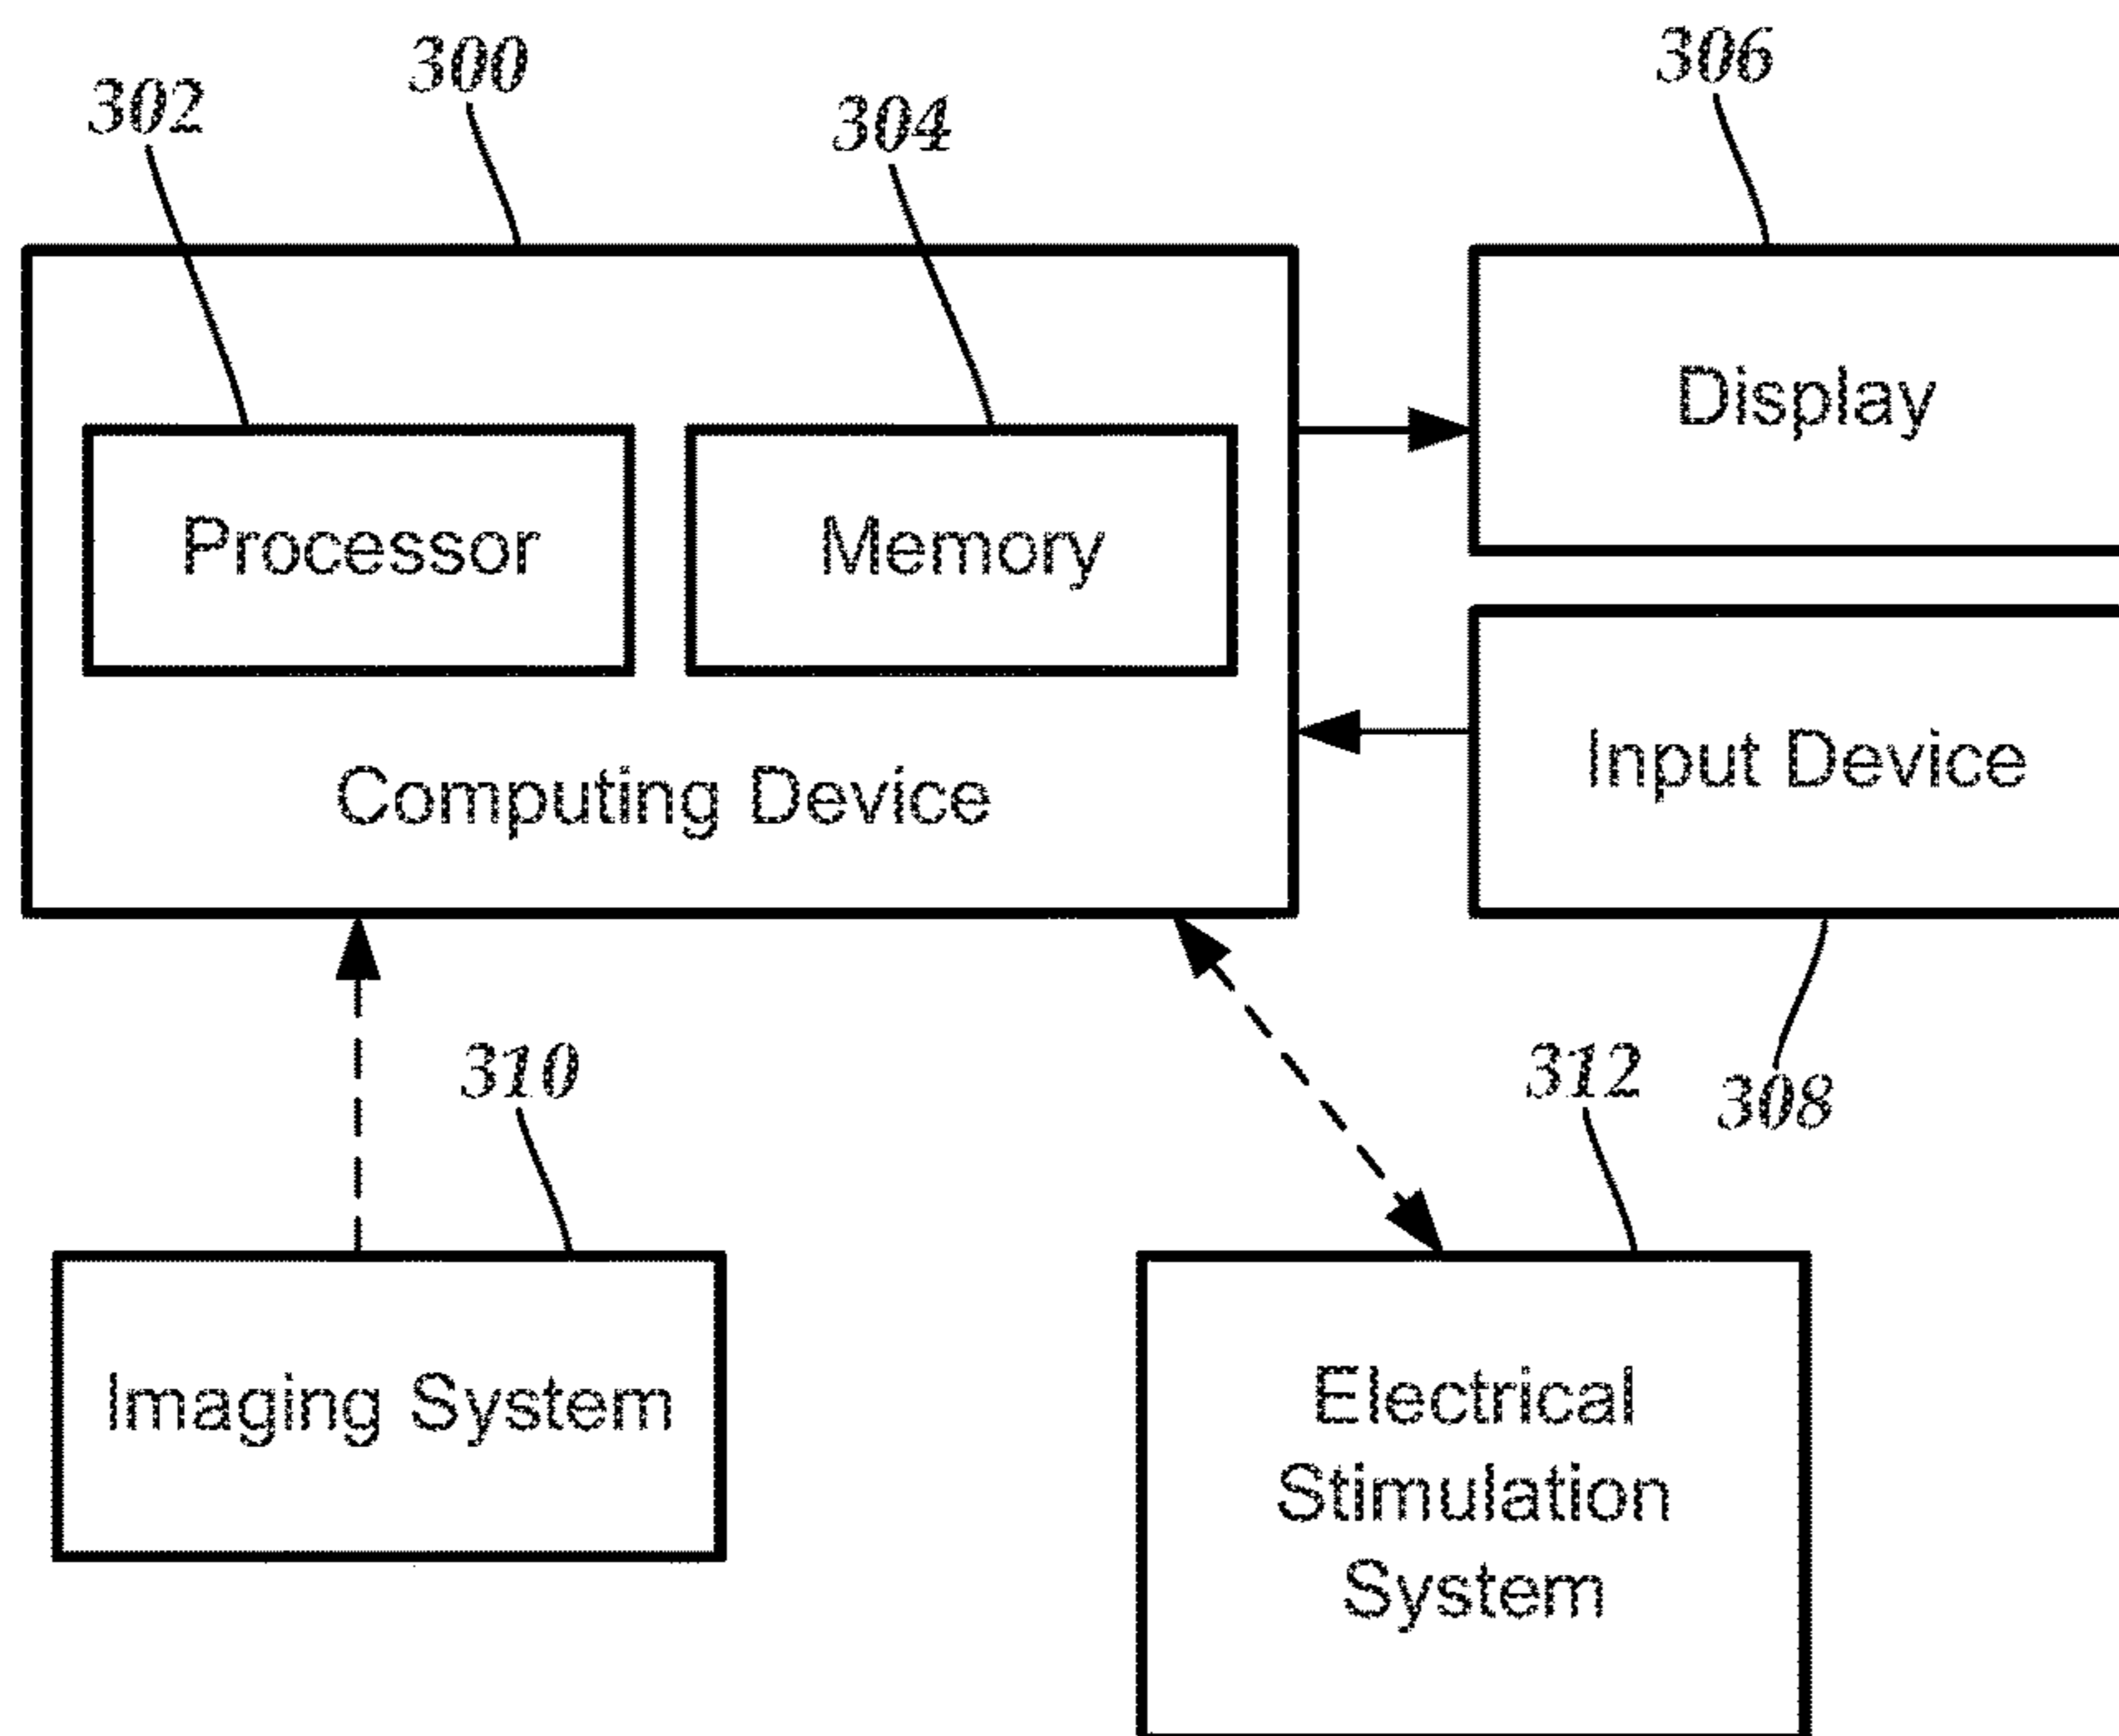 300
306
302
304
Display
Processor
Memory
Input Device
Computing Device
310
312
308
Imaging System
Electrical
Stimulation
System